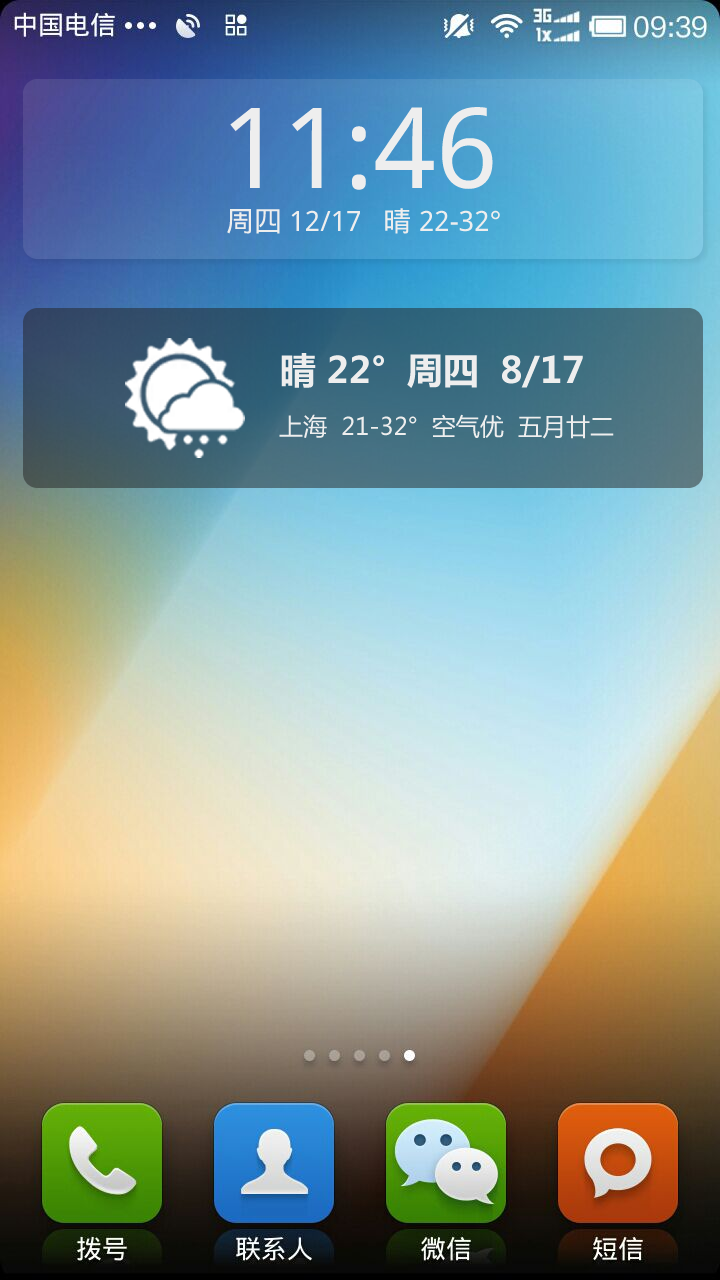 中国电信 ••• 3G 1x 09:39
11:46
周四 12/17 晴 22-32°
晴 22° 周四 8/17
上海 21-32° 空气优 五月廿二
拨号 联系人 微信 短信